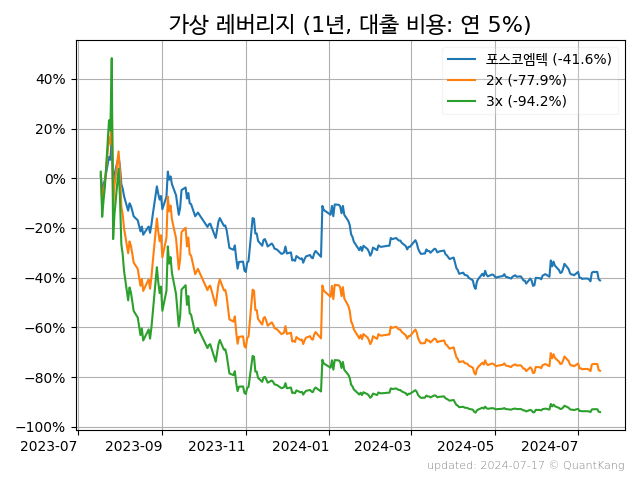 가상 레버리지 (1년, 대출 비용: 연 5%)
포스코엠텍 (-41.6%)
2x (-77.9%)
3x (-94.2%)
40%
20%
0%
−20%
−40%
−60%
−80%
−100%
2023-07 2023-09 2023-11 2024-01 2024-03 2024-05 2024-07
updated: 2024-07-17 © QuantKang